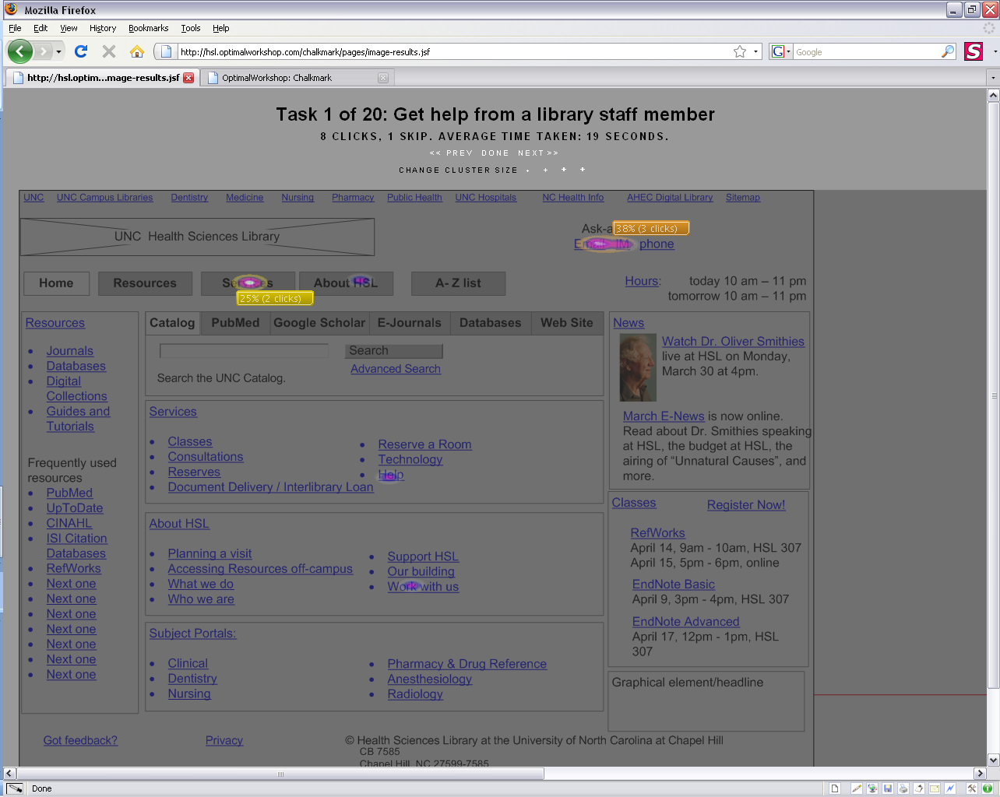 Mozilla Firefox
File Edit View History Bookmarks Tools Help
http://hsl.optimalworkshop.com/chalkmark/pages/image-results.jsf
Google
http://hsl.optim...mage-results.jsf
OptimalWorkshop: Chalkmark
Task 1 of 20: Get help from a library staff member
8 CLICKS, 1 SKIP. AVERAGE TIME TAKEN: 19 SECONDS.
<< PREV DONE NEXT >>
CHANGE CLUSTER SIZE + + + +
UNC UNC Campus Libraries Dentistry Medicine Nursing Pharmacy Public Health UNC Hospitals NC Health Info AHEC Digital Library Sitemap
UNC Health Sciences Library
Ask-a
38% (3 clicks)
Email IM phone
Home Resources Services About HSL A- Z list
25% (2 clicks)
Hours: today 10 am – 11 pm
tomorrow 10 am – 11 pm
Resources
Journals
Databases
Digital
Collections
Guides and
Tutorials
Frequently used
resources
PubMed
UpToDate
CINAHL
ISI Citation
Databases
RefWorks
Next one
Next one
Next one
Next one
Next one
Next one
Next one
Catalog PubMed Google Scholar E-Journals Databases Web Site
Search
Advanced Search
Search the UNC Catalog.
Services
Classes
Consultations
Reserves
Document Delivery / Interlibrary Loan
Reserve a Room
Technology
Help
About HSL
Planning a visit
Accessing Resources off-campus
What we do
Who we are
Support HSL
Our building
Work with us
Subject Portals:
Clinical
Dentistry
Nursing
Pharmacy & Drug Reference
Anesthesiology
Radiology
News
Watch Dr. Oliver Smithies
live at HSL on Monday,
March 30 at 4pm.
March E-News is now online.
Read about Dr. Smithies speaking
at HSL, the budget at HSL, the
airing of “Unnatural Causes”, and
more.
Classes Register Now!
RefWorks
April 14, 9am - 10am, HSL 307
April 15, 5pm - 6pm, online
EndNote Basic
April 9, 3pm - 4pm, HSL 307
EndNote Advanced
April 17, 12pm - 1pm, HSL
307
Graphical element/headline
Got feedback? Privacy © Health Sciences Library at the University of North Carolina at Chapel Hill
CB 7585
Chapel Hill, NC 27599-7585
Done